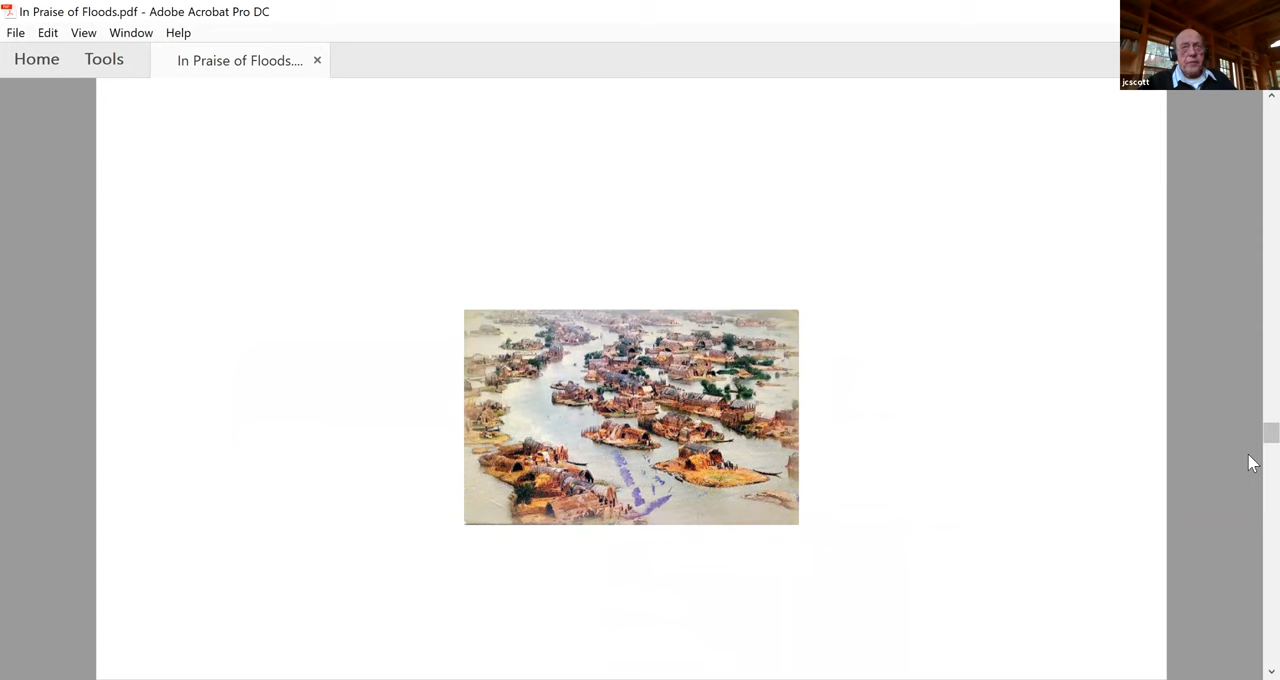 In Praise of Floods.pdf - Adobe Acrobat Pro DC
File Edit View Window Help
Home Tools In Praise of Floods.... ×
jcscott